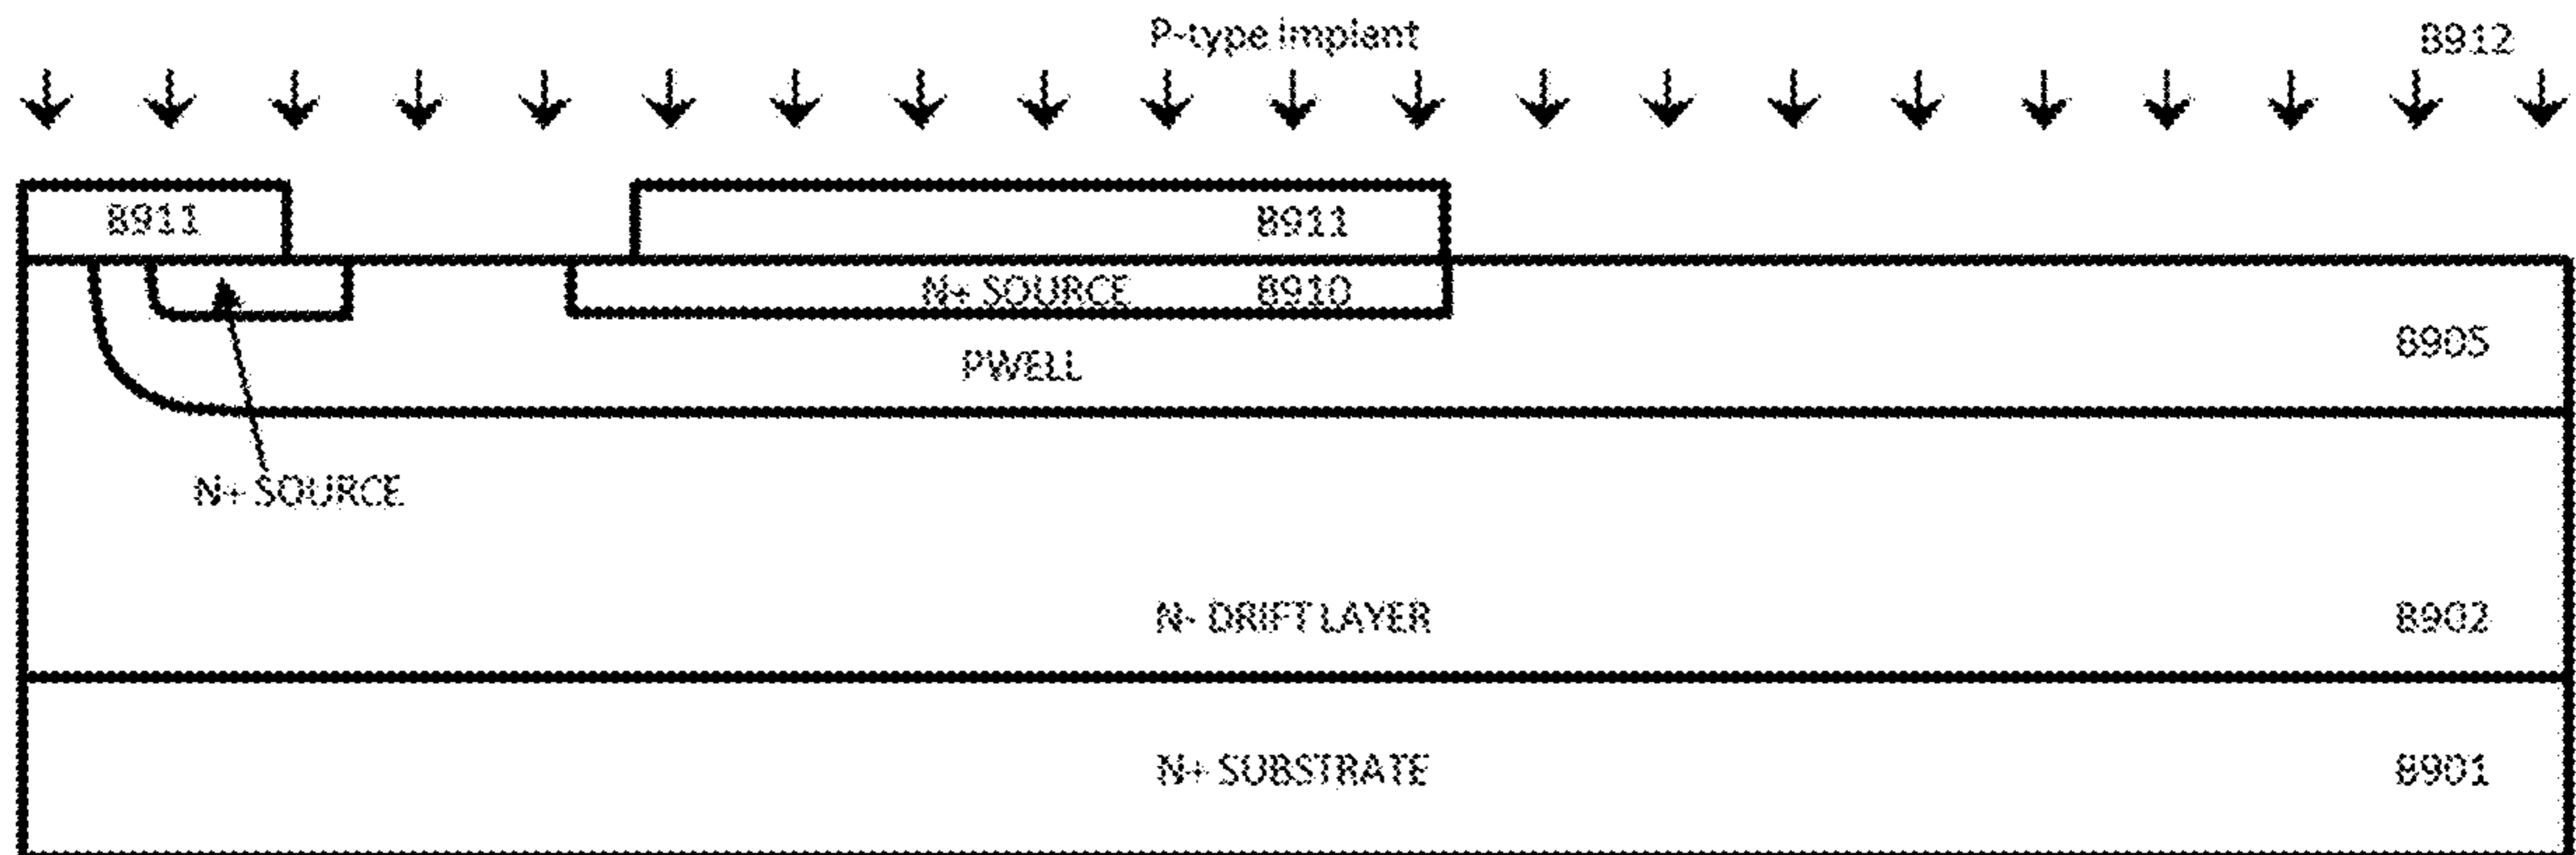 P-type implant 8912
8911 8911
N+ SOURCE 8910
8905
PWELL
N+ SOURCE
N- DRIFT LAYER 8902
N+ SUBSTRATE 8901